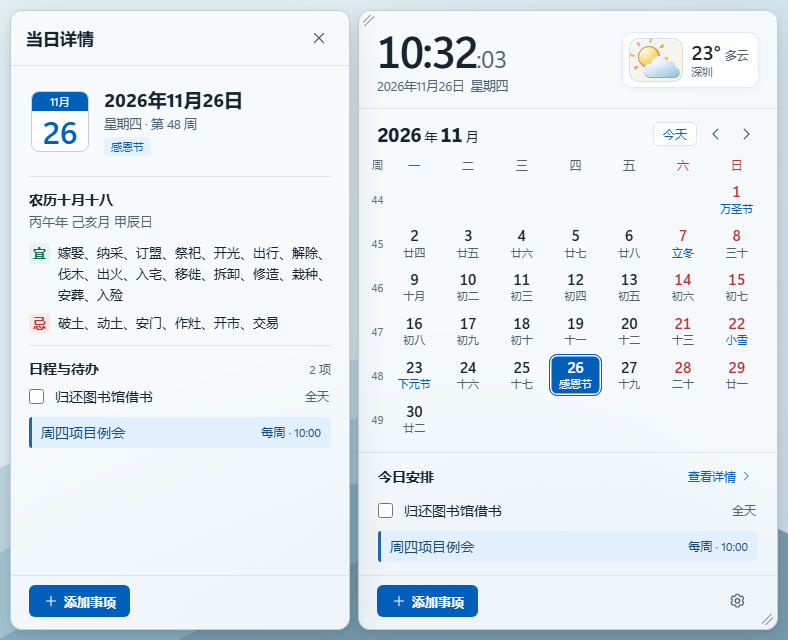 当日详情
11月
26
2026年11月26日
星期四 · 第 48 周
感恩节
农历十月十八
丙午年 己亥月 甲辰日
宜 嫁娶、纳采、订盟、祭祀、开光、出行、解除、
伐木、出火、入宅、移徙、拆卸、修造、栽种、
安葬、入殓
忌 破土、动土、安门、作灶、开市、交易
日程与待办 2 项
归还图书馆借书 全天
周四项目例会 每周 · 10:00
添加事项
10:32:03
2026年11月26日 星期四
23° 多云
深圳
2026 年 11 月 今天
周 一 二 三 四 五 六 日
44 1
万圣节
45 2 3 4 5 6 7 8
廿四 廿五 廿六 廿七 廿八 立冬 三十
46 9 10 11 12 13 14 15
十月 初二 初三 初四 初五 初六 初七
47 16 17 18 19 20 21 22
初八 初九 初十 十一 十二 十三 小雪
48 23 24 25 26 27 28 29
下元节 十六 十七 感恩节 十九 二十 廿一
49 30
廿二
今日安排 查看详情
归还图书馆借书 全天
周四项目例会 每周 · 10:00
添加事项